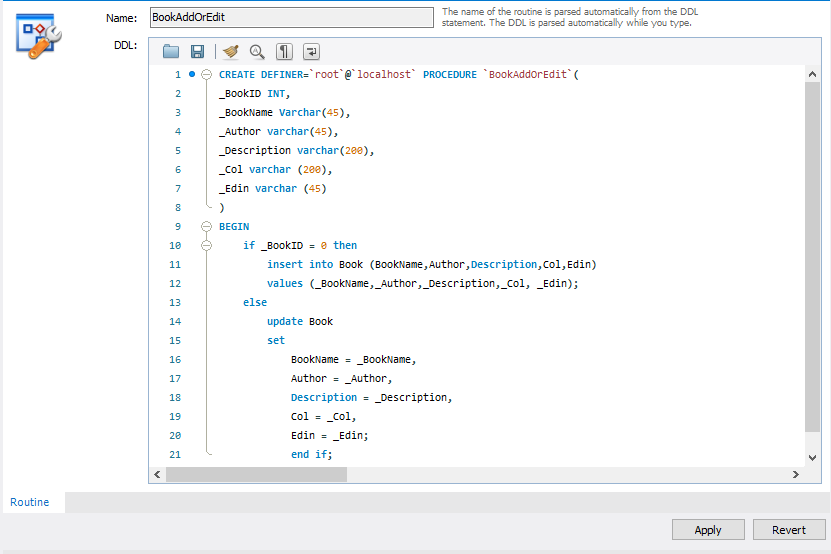 Name:
BookAddOrEdit
The name of the routine is parsed automatically from the DDL
statement. The DDL is parsed automatically while you type.
DDL:
1 CREATE DEFINER=`root`@`localhost` PROCEDURE `BookAddOrEdit`(
2 _BookID INT,
3 _BookName Varchar(45),
4 _Author varchar(45),
5 _Description varchar(200),
6 _Col varchar (200),
7 _Edin varchar (45)
8 )
9 BEGIN
10 if _BookID = 0 then
11 insert into Book (BookName,Author,Description,Col,Edin)
12 values (_BookName,_Author,_Description,_Col, _Edin);
13 else
14 update Book
15 set
16 BookName = _BookName,
17 Author = _Author,
18 Description = _Description,
19 Col = _Col,
20 Edin = _Edin;
21 end if;
Routine
Apply
Revert